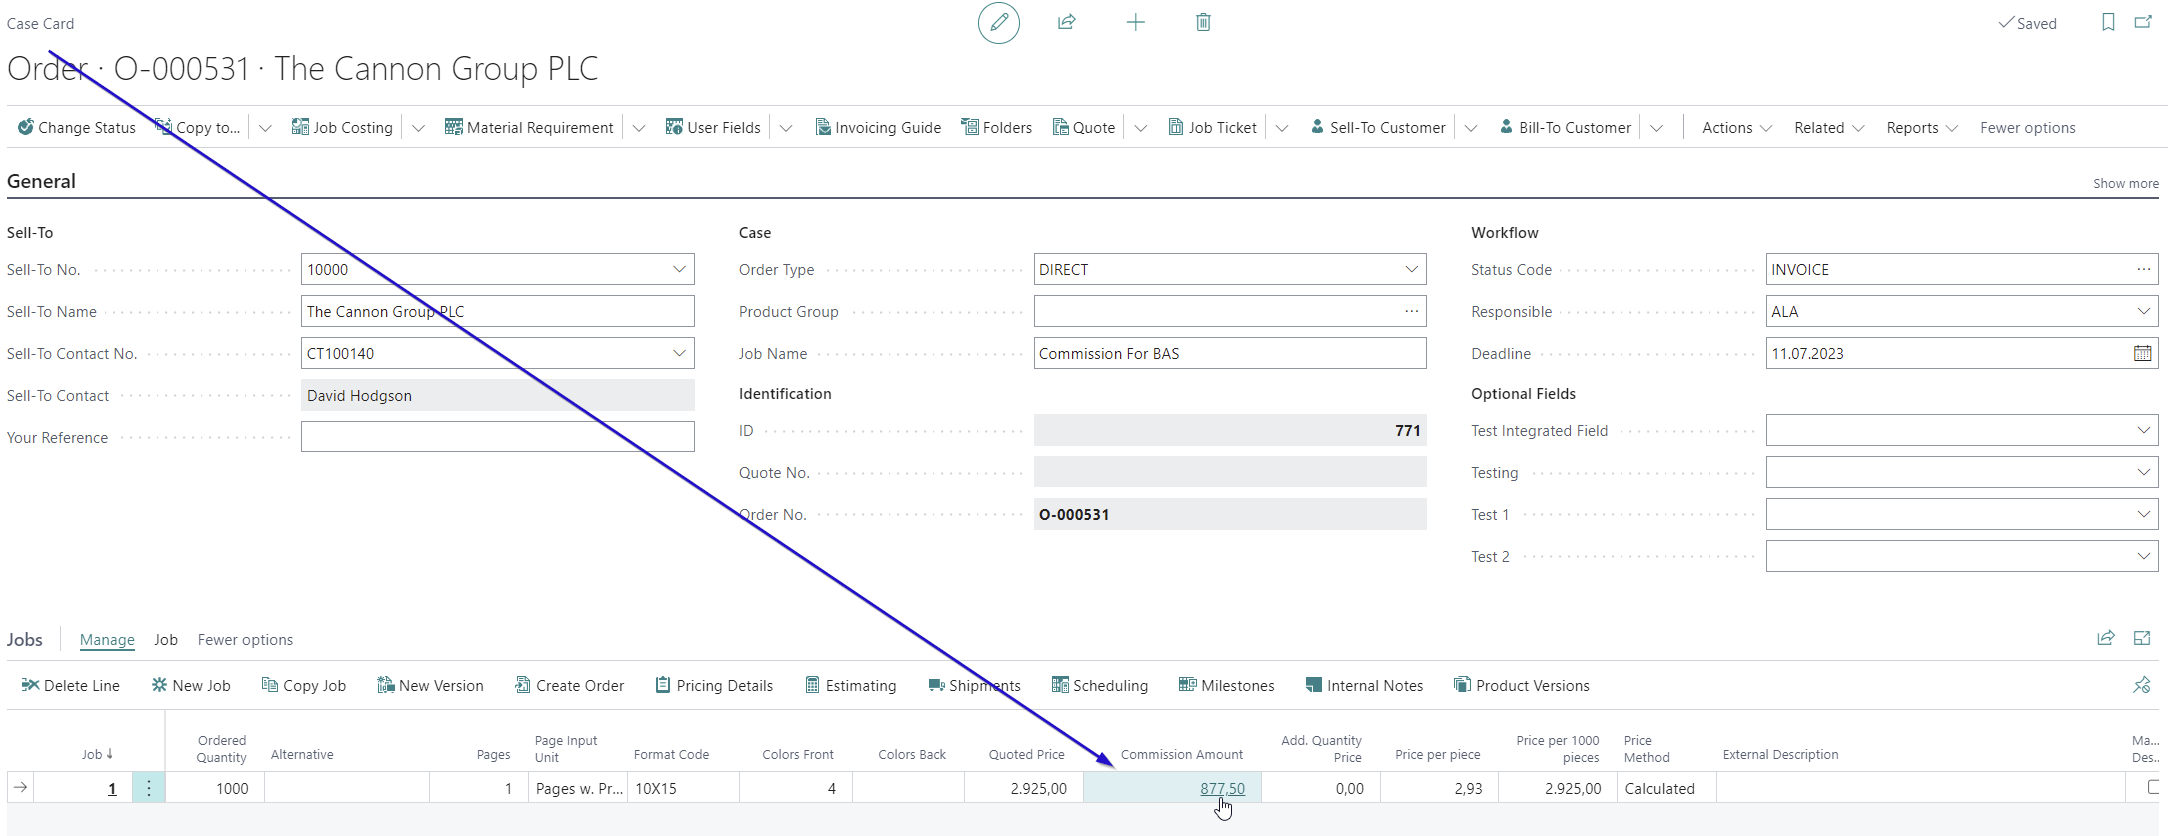 Case Card
Saved
Order · O-000531 · The Cannon Group PLC
Change Status Copy to... Job Costing Material Requirement User Fields Invoicing Guide Folders Quote Job Ticket Sell-To Customer Bill-To Customer Actions Related Reports Fewer options
General
Show more
Sell-To
Sell-To No. 10000
Sell-To Name The Cannon Group PLC
Sell-To Contact No. CT100140
Sell-To Contact David Hodgson
Your Reference
Case
Order Type DIRECT
Product Group
Job Name Commission For BAS
Identification
ID 771
Quote No.
Order No. O-000531
Workflow
Status Code INVOICE
Responsible ALA
Deadline 11.07.2023
Optional Fields
Test Integrated Field
Testing
Test 1
Test 2
Jobs Manage Job Fewer options
Delete Line New Job Copy Job New Version Create Order Pricing Details Estimating Shipments Scheduling Milestones Internal Notes Product Versions
Job ↓ Ordered Quantity Alternative Pages Page Input Unit Format Code Colors Front Colors Back Quoted Price Commission Amount Add. Quantity Price Price per piece Price per 1000 pieces Price Method External Description Ma... Des...
1 1000 1 Pages w. Pr... 10X15 4 2.925,00 877,50 0,00 2,93 2.925,00 Calculated